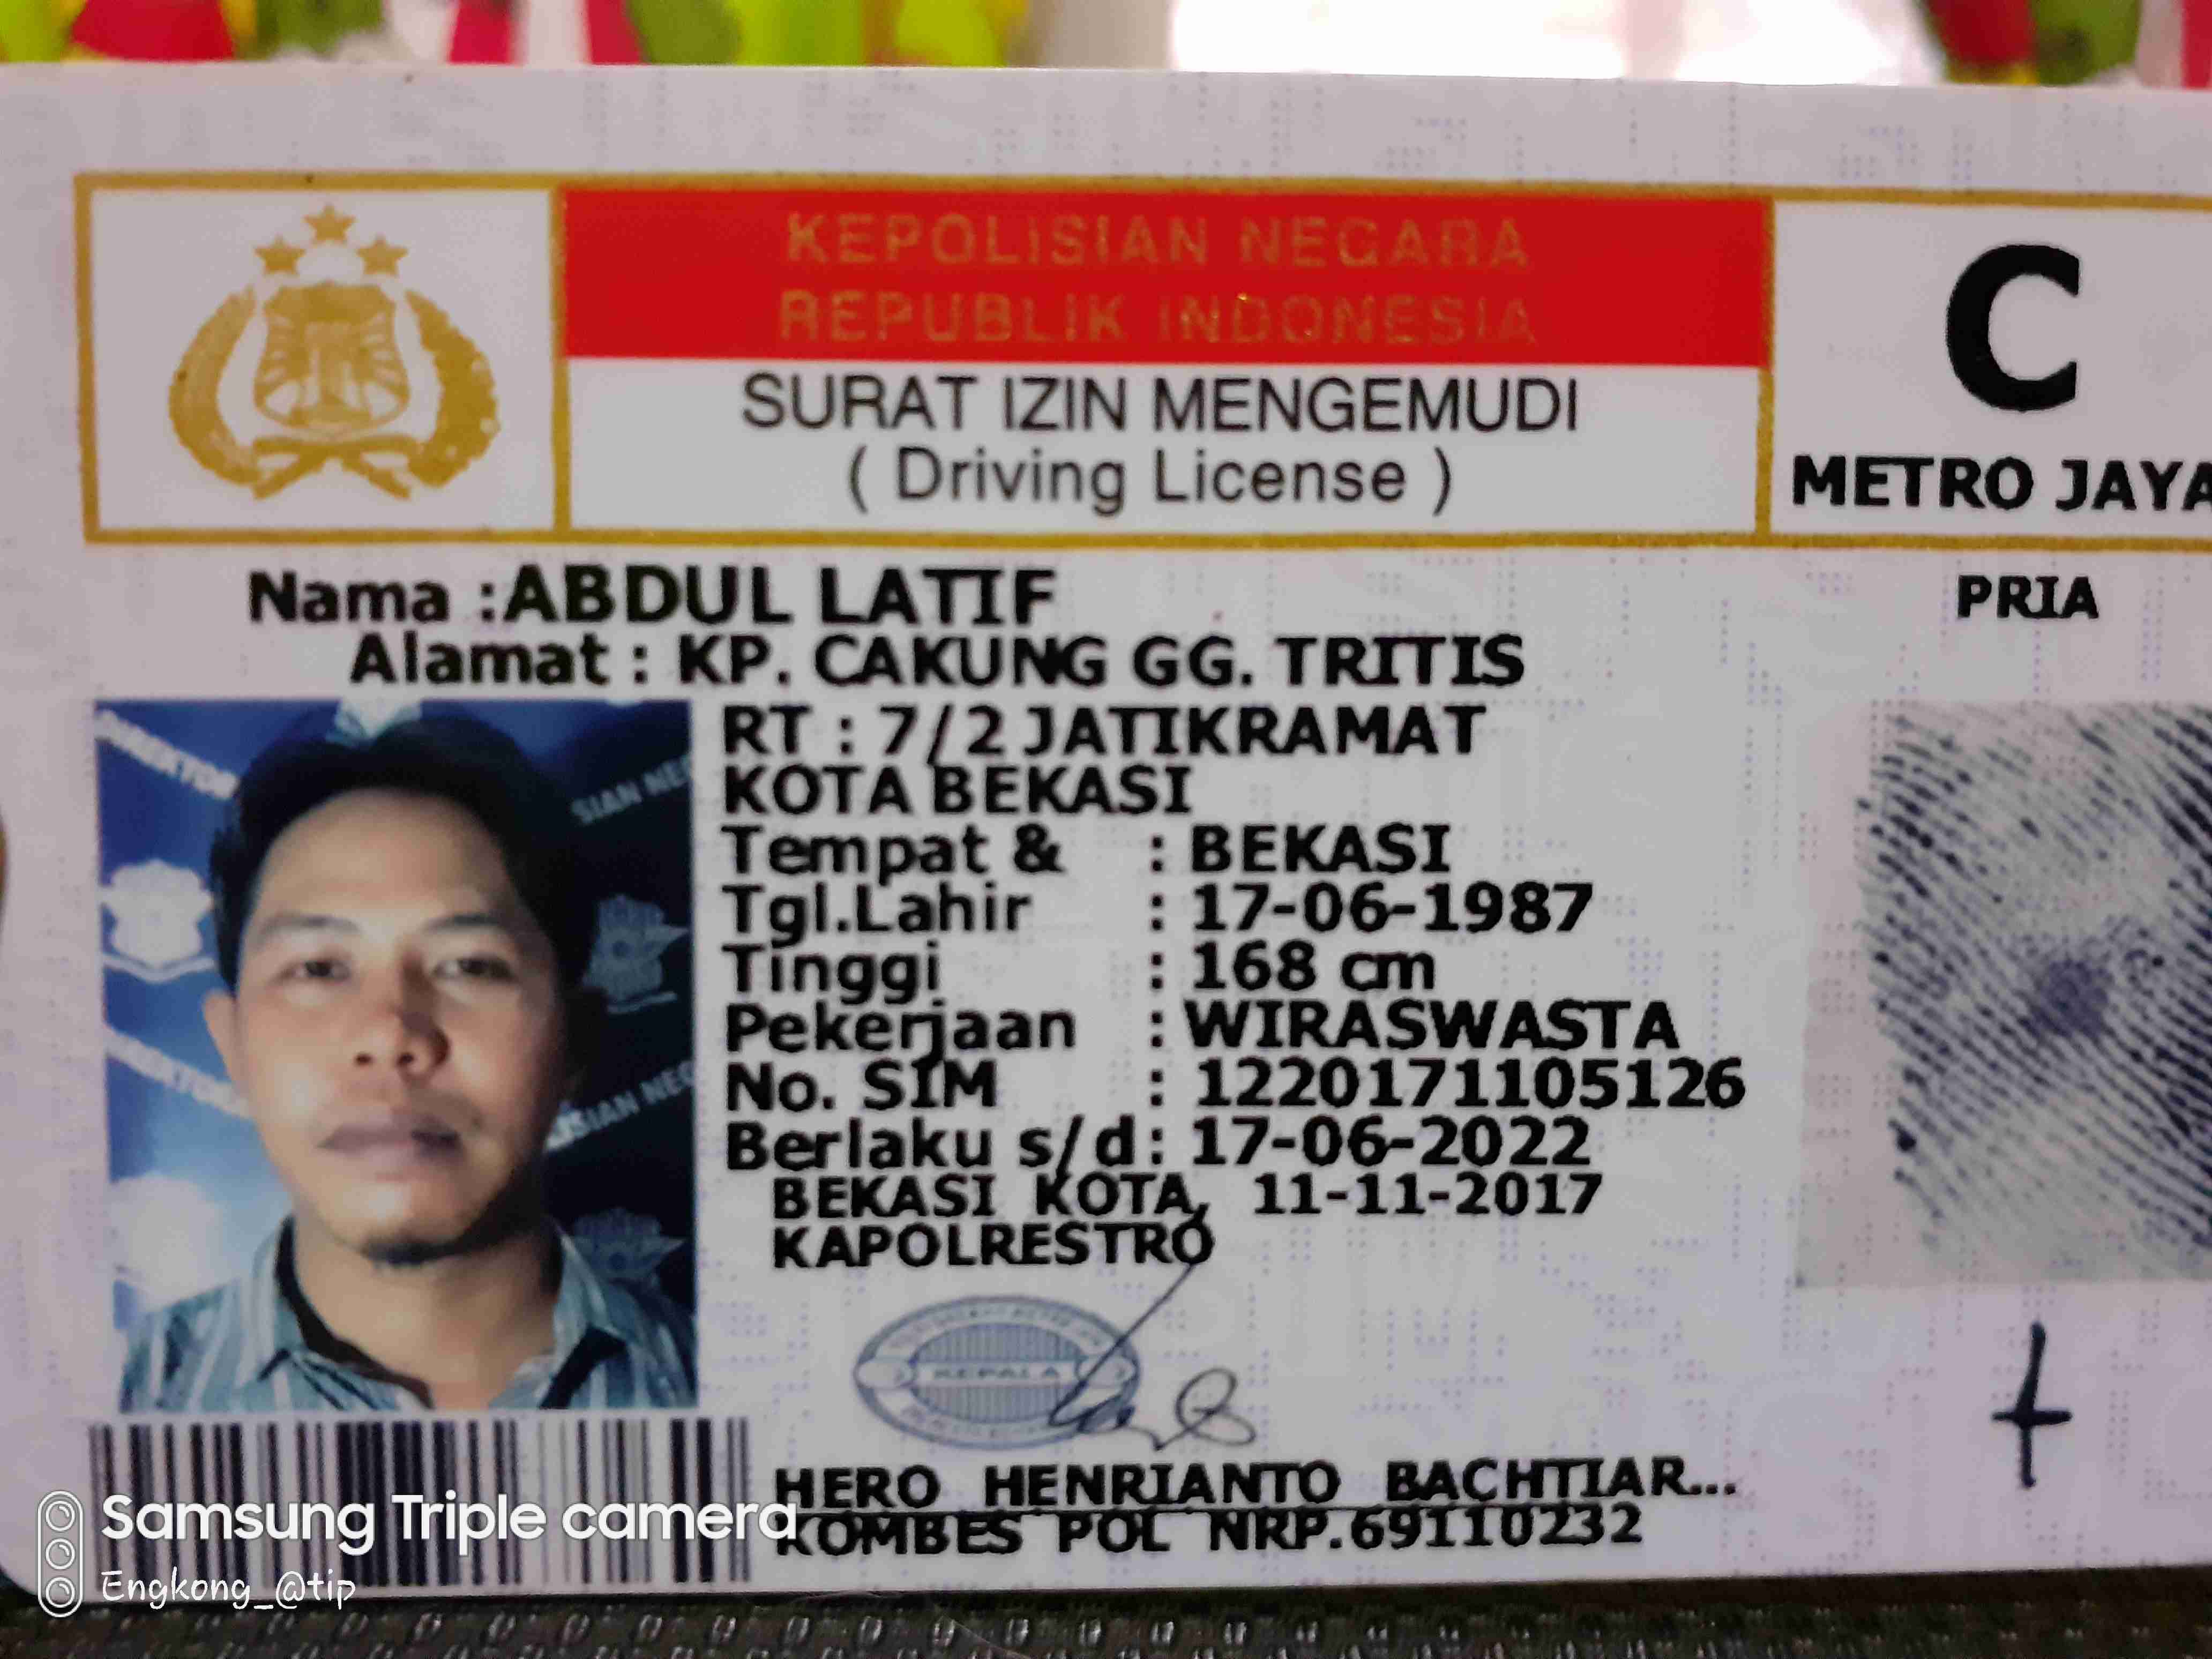 KEPOLISIAN NEGARA
REPUBLIK INDONESIA
SURAT IZIN MENGEMUDI
( Driving License )
C
METRO JAYA
Nama :ABDUL LATIF
PRIA
Alamat : KP. CAKUNG GG. TRITIS
RT : 7/2 JATIKRAMAT
KOTA BEKASI
Tempat & : BEKASI
Tgl.Lahir : 17-06-1987
Tinggi : 168 cm
Pekerjaan : WIRASWASTA
No. SIM : 1220171105126
Berlaku s/d : 17-06-2022
BEKASI KOTA, 11-11-2017
KAPOLRESTRO
KEPALA
HERO HENRIANTO BACHTIAR...
KOMBES POL NRP.69110232
SIAN NEG
Samsung Triple camera
Engkong_@tip